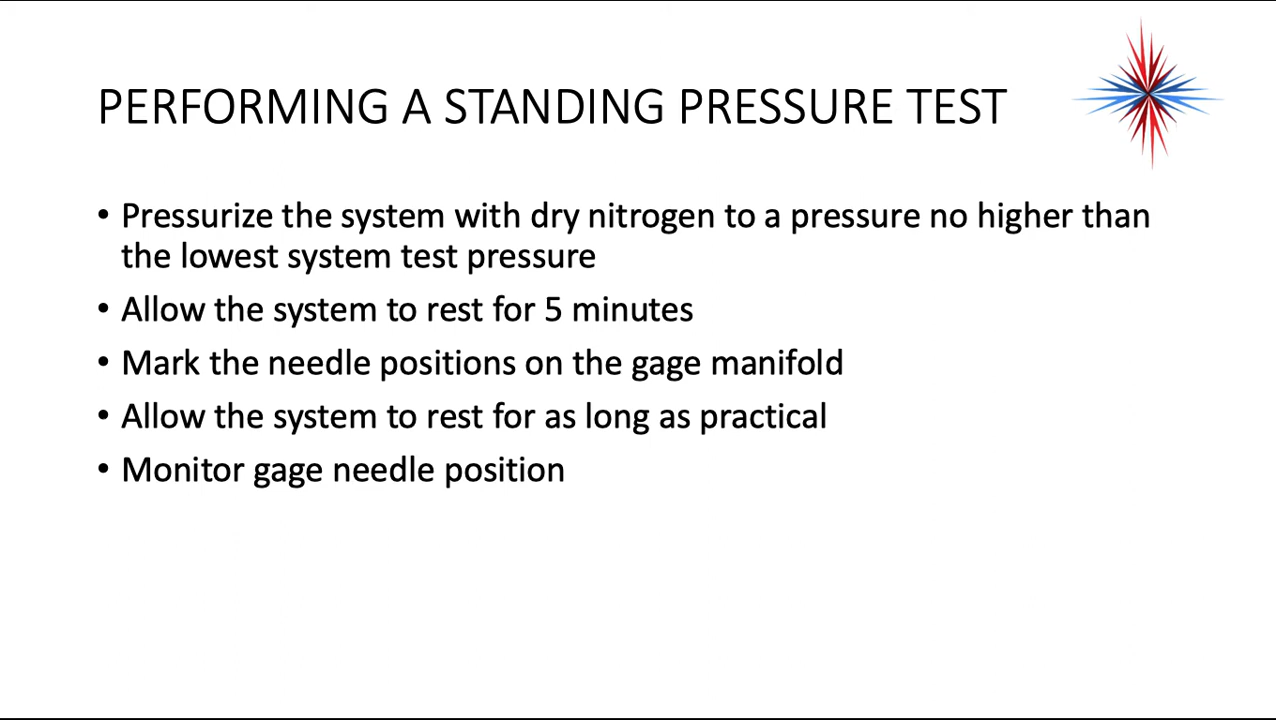 PERFORMING A STANDING PRESSURE TEST
• Pressurize the system with dry nitrogen to a pressure no higher than
the lowest system test pressure
• Allow the system to rest for 5 minutes
• Mark the needle positions on the gage manifold
• Allow the system to rest for as long as practical
• Monitor gage needle position